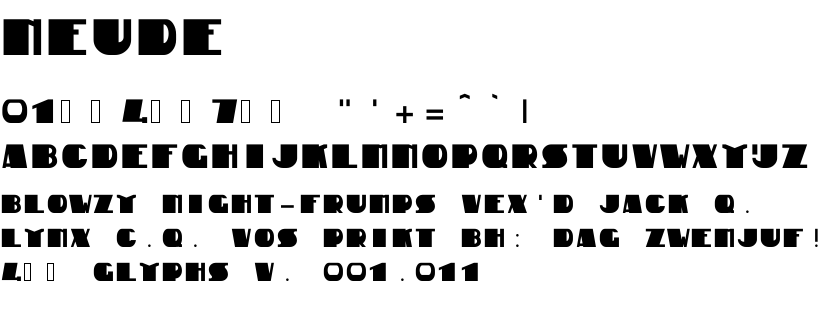 NEUDE
01□□4□□7□□ "'+=^`|
ABCDEFGHIJKLMNOPQRSTUVWXYIJZ
BLOWZY NIGHT-FRUMPS VEX'D JACK Q.
LYNX C.Q. VOS PRIKT BH: DAG ZWEMJUF!
4□□ GLYPHS V. 001.011